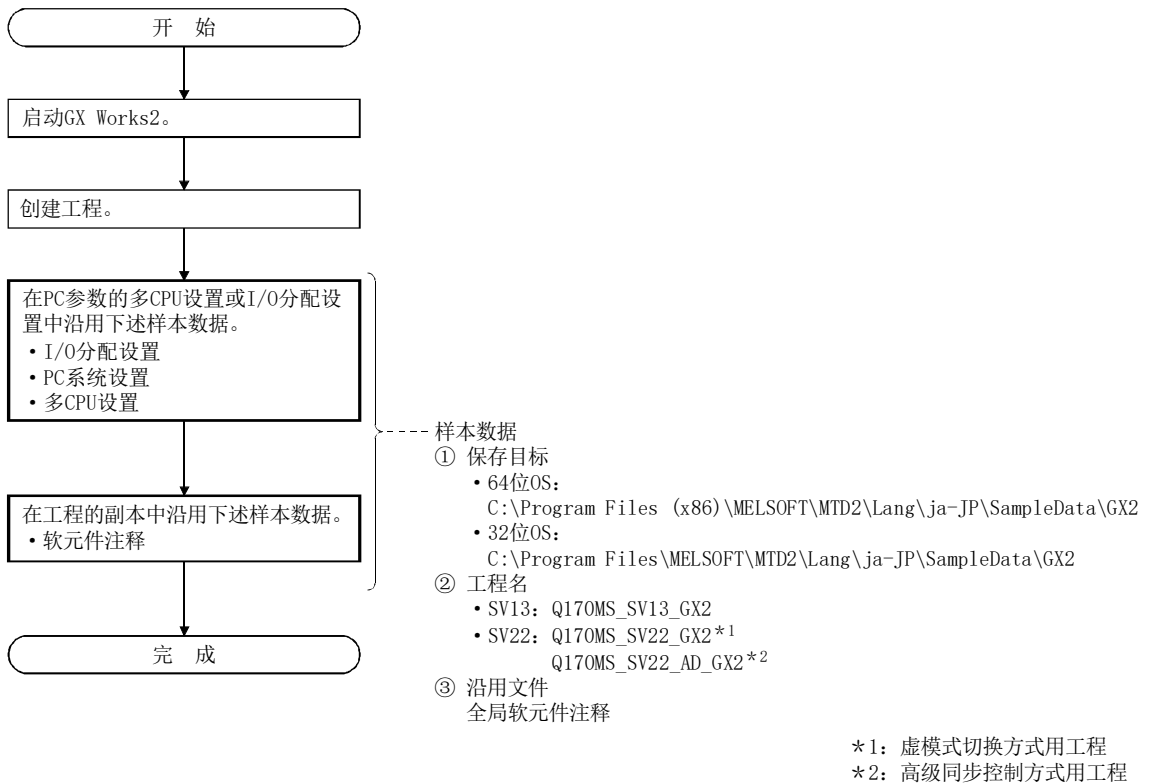 开 始
启动GX Works2。
创建工程。
在PC参数的多CPU设置或I/O分配设
置中沿用下述样本数据。
・I/O分配设置
・PC系统设置
・多CPU设置
在工程的副本中沿用下述样本数据。
・软元件注释
完 成
样本数据
① 保存目标
・64位OS：
C:\Program Files (x86)\MELSOFT\MTD2\Lang\ja-JP\SampleData\GX2
・32位OS：
C:\Program Files\MELSOFT\MTD2\Lang\ja-JP\SampleData\GX2
② 工程名
・SV13：Q170MS_SV13_GX2
・SV22：Q170MS_SV22_GX2*1
Q170MS_SV22_AD_GX2*2
③ 沿用文件
全局软元件注释
*1：虚模式切换方式用工程
*2：高级同步控制方式用工程